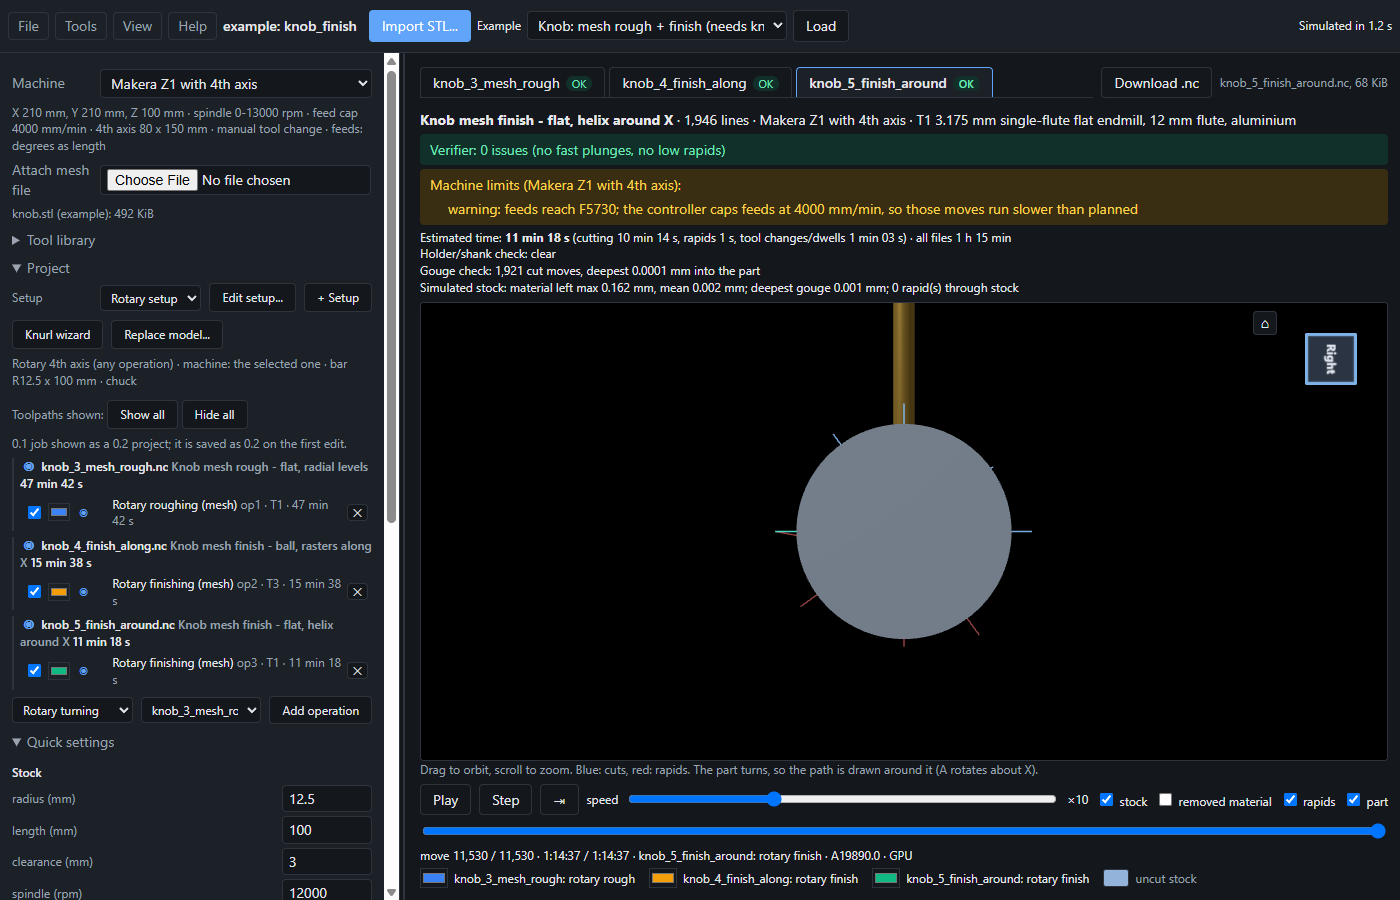 File Tools View Help example: knob_finish Import STL... Example Knob: mesh rough + finish (needs kn Load Simulated in 1.2 s
Machine Makera Z1 with 4th axis
X 210 mm, Y 210 mm, Z 100 mm · spindle 0-13000 rpm · feed cap
4000 mm/min · 4th axis 80 x 150 mm · manual tool change · feeds:
degrees as length
Attach mesh
file
Choose File No file chosen
knob.stl (example): 492 KiB
Tool library
Project
Setup Rotary setup Edit setup... + Setup
Knurl wizard Replace model...
Rotary 4th axis (any operation) · machine: the selected one · bar
R12.5 x 100 mm · chuck
Toolpaths shown: Show all Hide all
0.1 job shown as a 0.2 project; it is saved as 0.2 on the first edit.
knob_3_mesh_rough.nc Knob mesh rough - flat, radial levels
47 min 42 s
Rotary roughing (mesh) op1 · T1 · 47 min
42 s
knob_4_finish_along.nc Knob mesh finish - ball, rasters along
X 15 min 38 s
Rotary finishing (mesh) op2 · T3 · 15 min 38
s
knob_5_finish_around.nc Knob mesh finish - flat, helix
around X 11 min 18 s
Rotary finishing (mesh) op3 · T1 · 11 min 18
s
Rotary turning knob_3_mesh_rc Add operation
Quick settings
Stock
radius (mm) 12.5
length (mm) 100
clearance (mm) 3
spindle (rpm) 12000
knob_3_mesh_rough OK knob_4_finish_along OK knob_5_finish_around OK Download .nc knob_5_finish_around.nc, 68 KiB
Knob mesh finish - flat, helix around X · 1,946 lines · Makera Z1 with 4th axis · T1 3.175 mm single-flute flat endmill, 12 mm flute, aluminium
Verifier: 0 issues (no fast plunges, no low rapids)
Machine limits (Makera Z1 with 4th axis):
warning: feeds reach F5730; the controller caps feeds at 4000 mm/min, so those moves run slower than planned
Estimated time: 11 min 18 s (cutting 10 min 14 s, rapids 1 s, tool changes/dwells 1 min 03 s) · all files 1 h 15 min
Holder/shank check: clear
Gouge check: 1,921 cut moves, deepest 0.0001 mm into the part
Simulated stock: material left max 0.162 mm, mean 0.002 mm; deepest gouge 0.001 mm; 0 rapid(s) through stock
Right
Drag to orbit, scroll to zoom. Blue: cuts, red: rapids. The part turns, so the path is drawn around it (A rotates about X).
Play Step speed ×10 stock removed material rapids part
move 11,530 / 11,530 · 1:14:37 / 1:14:37 · knob_5_finish_around: rotary finish · A19890.0 · GPU
knob_3_mesh_rough: rotary rough knob_4_finish_along: rotary finish knob_5_finish_around: rotary finish uncut stock